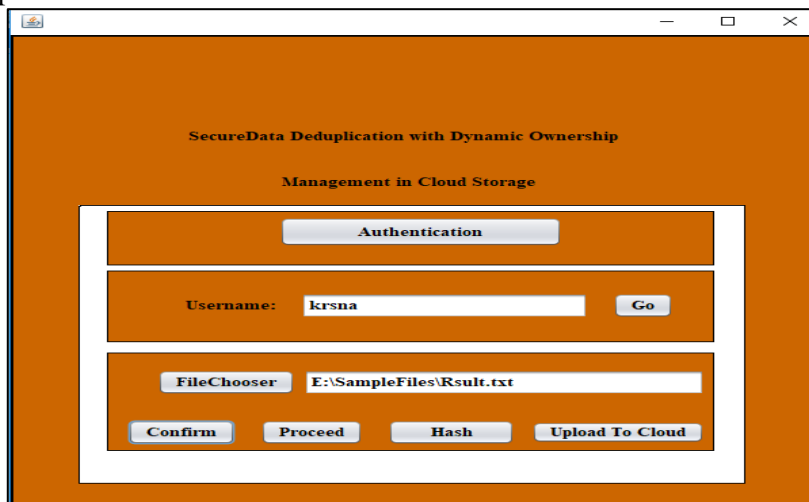 SecureData Deduplication with Dynamic Ownership
Management in Cloud Storage
Authentication
Username: krsna Go
FileChooser E:\SampleFiles\Rsult.txt
Confirm Proceed Hash Upload To Cloud